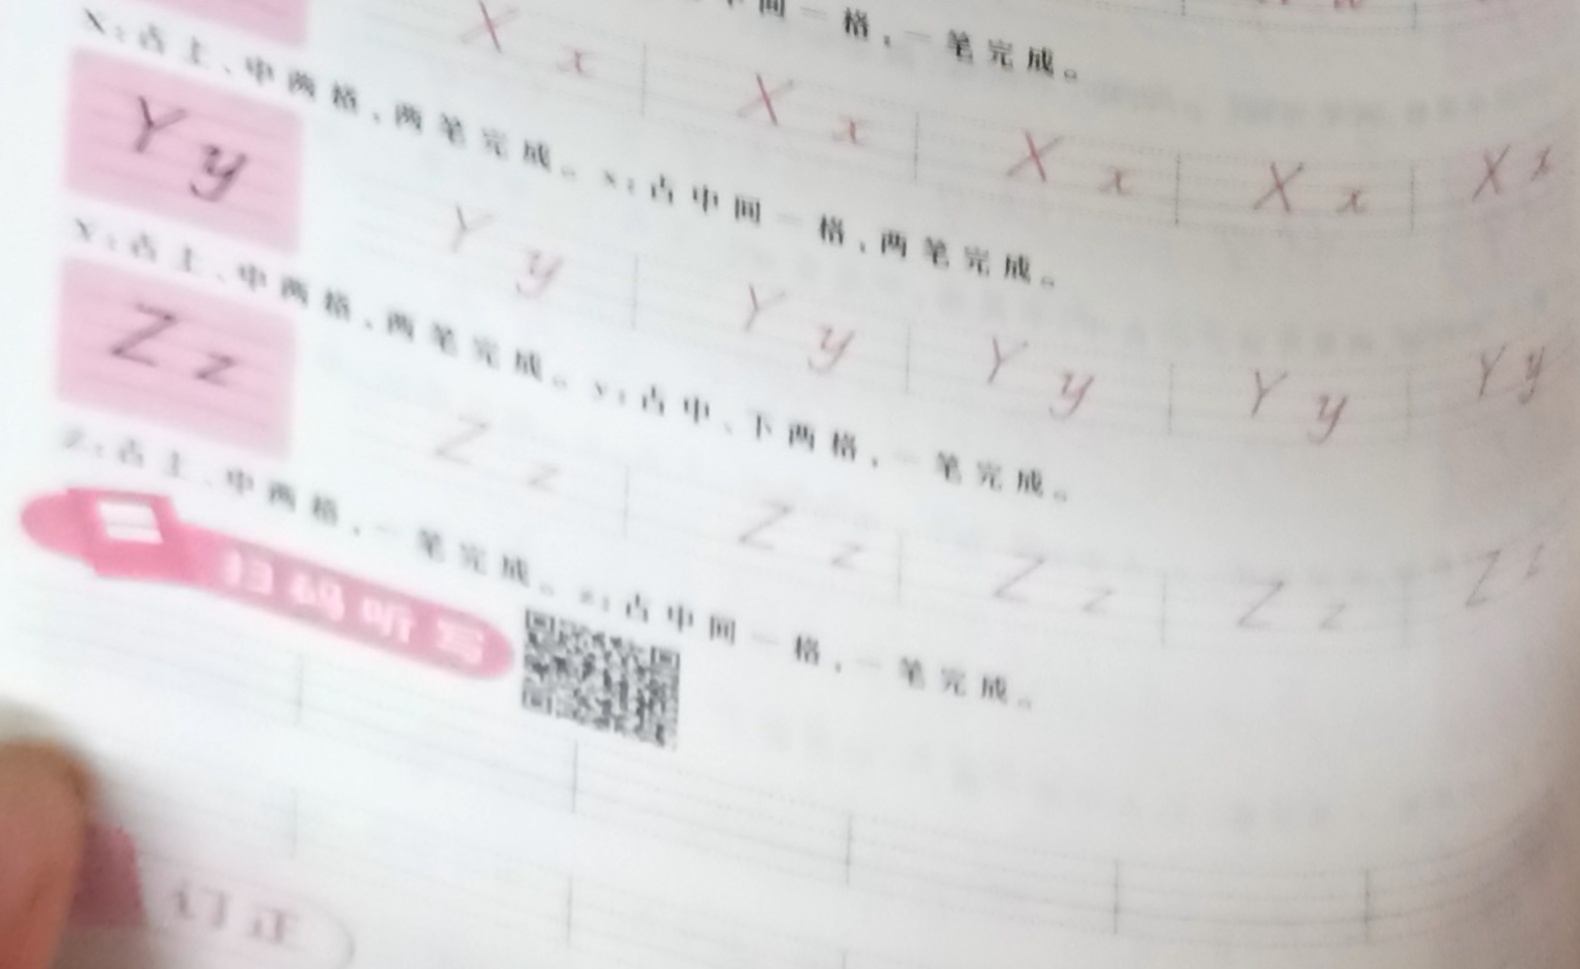 中间一格，一笔完成。
X x X x X x X x X x
X：占上、中两格，两笔完成。x：占中间一格，两笔完成。
Y y Y y Y y Y y Y y Y y
Y：占上、中两格，两笔完成。y：占中、下两格，一笔完成。
Z z Z z Z z Z z Z z Z z
Z：占上、中两格，一笔完成。z：占中间一格，一笔完成。
扫码听写
订正